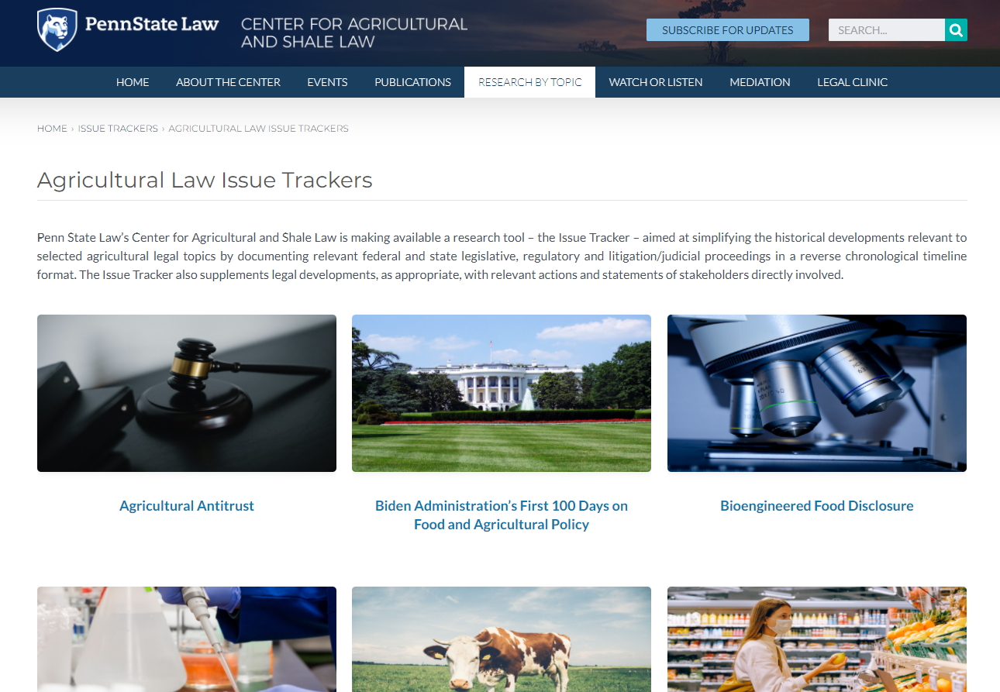 PennState Law
CENTER FOR AGRICULTURAL
AND SHALE LAW
SUBSCRIBE FOR UPDATES
SEARCH...
HOME
ABOUT THE CENTER
EVENTS
PUBLICATIONS
RESEARCH BY TOPIC
WATCH OR LISTEN
MEDIATION
LEGAL CLINIC
HOME › ISSUE TRACKERS › AGRICULTURAL LAW ISSUE TRACKERS
Agricultural Law Issue Trackers
Penn State Law’s Center for Agricultural and Shale Law is making available a research tool – the Issue Tracker – aimed at simplifying the historical developments relevant to
selected agricultural legal topics by documenting relevant federal and state legislative, regulatory and litigation/judicial proceedings in a reverse chronological timeline
format. The Issue Tracker also supplements legal developments, as appropriate, with relevant actions and statements of stakeholders directly involved.
Agricultural Antitrust
Biden Administration’s First 100 Days on
Food and Agricultural Policy
Bioengineered Food Disclosure